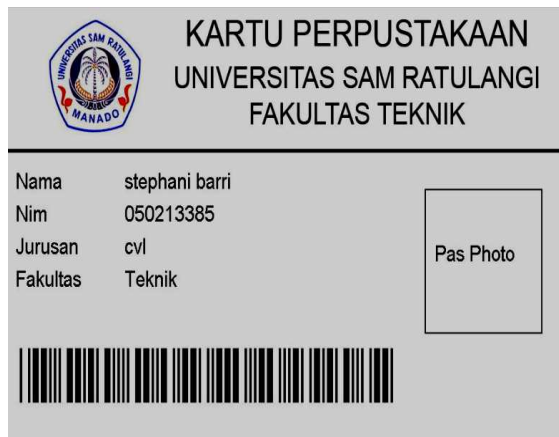 KARTU PERPUSTAKAAN
UNIVERSITAS SAM RATULANGI
FAKULTAS TEKNIK
UNIVERSITAS SAM RATULANGI
MANADO
Nama stephani barri
Nim 050213385
Jurusan cvl
Fakultas Teknik
Pas Photo